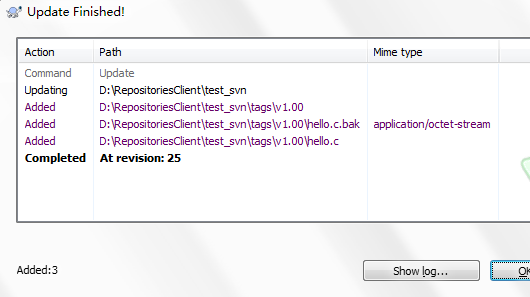 Update Finished!
Action Path Mime type
Command Update
Updating D:\RepositoriesClient\test_svn
Added D:\RepositoriesClient\test_svn\tags\v1.00
Added D:\RepositoriesClient\test_svn\tags\v1.00\hello.c.bak application/octet-stream
Added D:\RepositoriesClient\test_svn\tags\v1.00\hello.c
Completed At revision: 25
Added:3
Show log...
OK